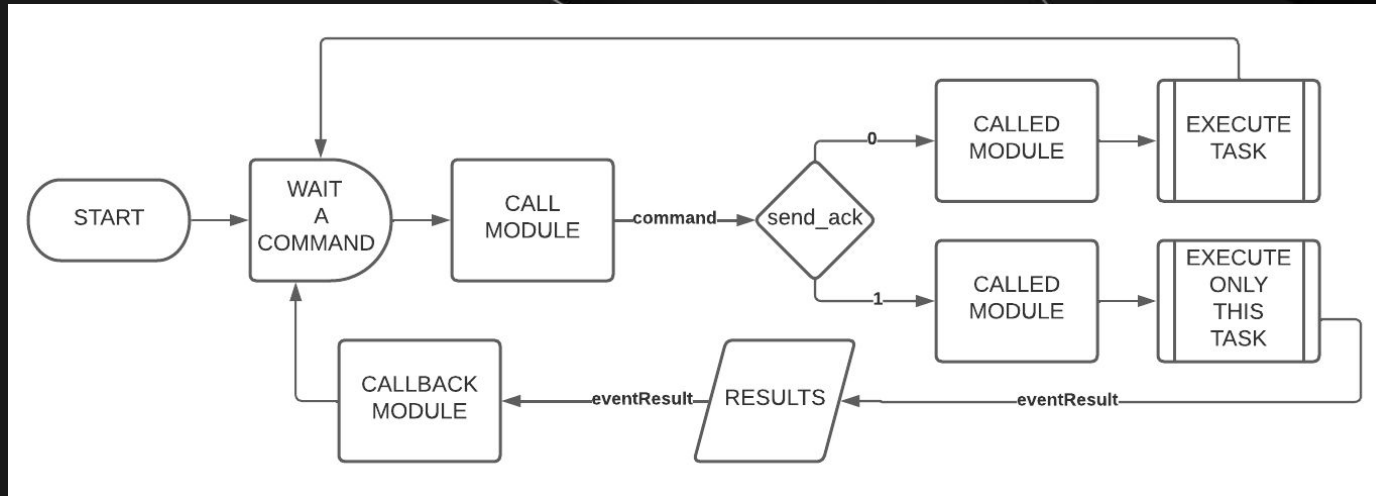 START
WAIT
A
COMMAND
CALL
MODULE
command
send_ack
0
CALLED
MODULE
EXECUTE
TASK
1
CALLED
MODULE
EXECUTE
ONLY
THIS
TASK
eventResult
RESULTS
eventResult
CALLBACK
MODULE